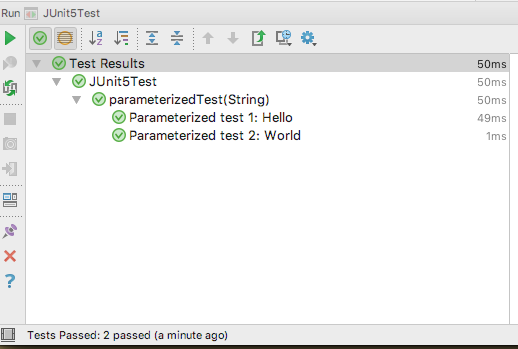 Run JUnit5Test
Test Results 50ms
JUnit5Test 50ms
parameterizedTest(String) 50ms
Parameterized test 1: Hello 49ms
Parameterized test 2: World 1ms
Tests Passed: 2 passed (a minute ago)